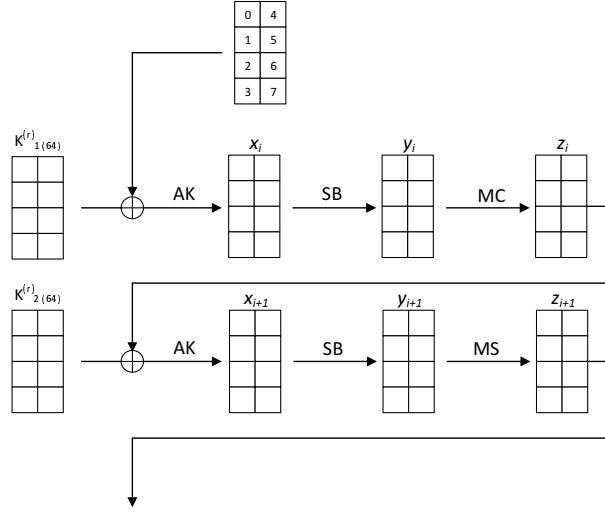 0 4
1 5
2 6
3 7
K(r)1(64) xi yi zi
AK SB MC
K(r)2(64) xi+1 yi+1 zi+1
AK SB MS